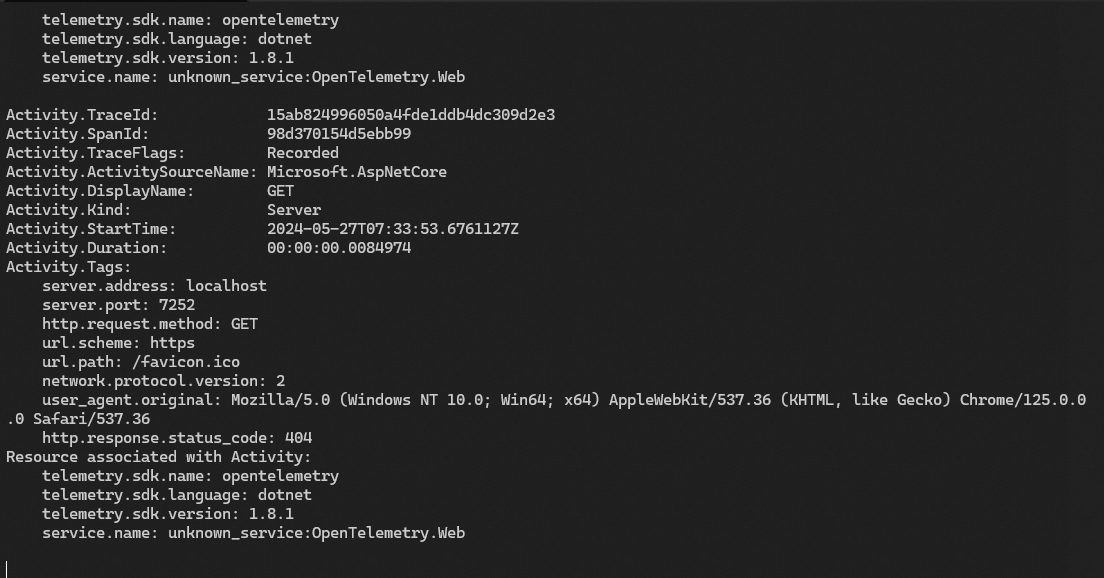 telemetry.sdk.name: opentelemetry
    telemetry.sdk.language: dotnet
    telemetry.sdk.version: 1.8.1
    service.name: unknown_service:OpenTelemetry.Web

Activity.TraceId:            15ab824996050a4fde1ddb4dc309d2e3
Activity.SpanId:             98d370154d5ebb99
Activity.TraceFlags:         Recorded
Activity.ActivitySourceName: Microsoft.AspNetCore
Activity.DisplayName:        GET
Activity.Kind:               Server
Activity.StartTime:          2024-05-27T07:33:53.6761127Z
Activity.Duration:           00:00:00.0084974
Activity.Tags:
    server.address: localhost
    server.port: 7252
    http.request.method: GET
    url.scheme: https
    url.path: /favicon.ico
    network.protocol.version: 2
    user_agent.original: Mozilla/5.0 (Windows NT 10.0; Win64; x64) AppleWebKit/537.36 (KHTML, like Gecko) Chrome/125.0.0
.0 Safari/537.36
    http.response.status_code: 404
Resource associated with Activity:
    telemetry.sdk.name: opentelemetry
    telemetry.sdk.language: dotnet
    telemetry.sdk.version: 1.8.1
    service.name: unknown_service:OpenTelemetry.Web